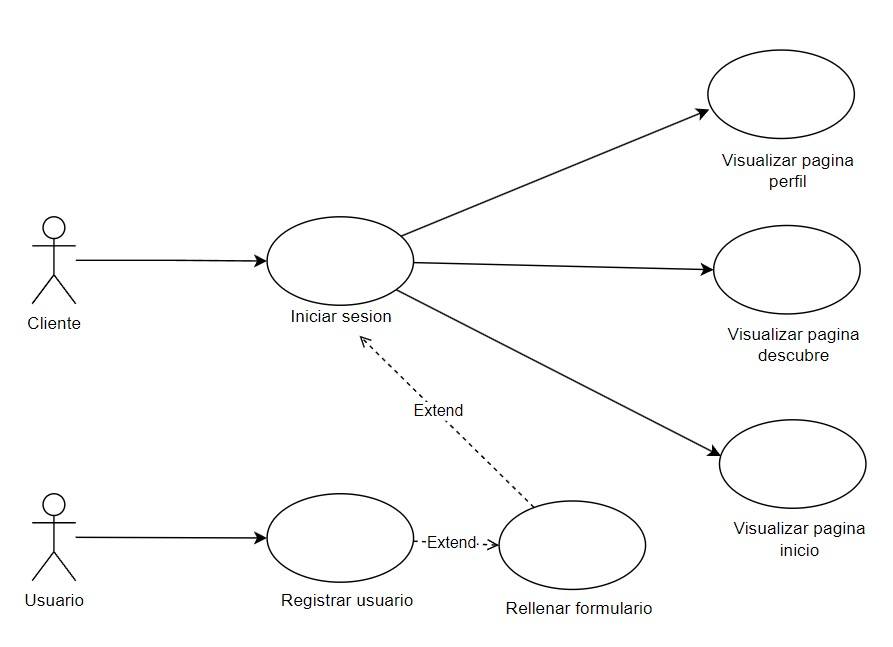 Visualizar pagina
perfil
Cliente
Iniciar sesion
Visualizar pagina
descubre
Extend
Visualizar pagina
inicio
Usuario
Registrar usuario
Extend
Rellenar formulario